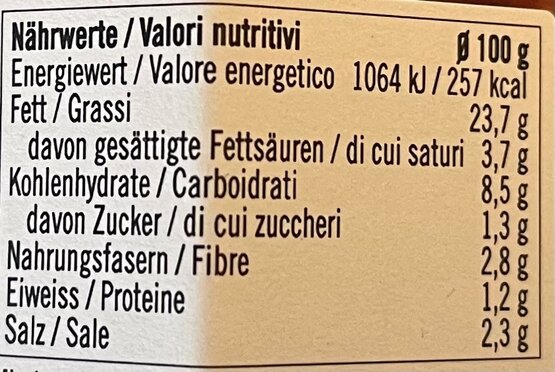 Nährwerte / Valori nutritivi Ø 100 g
Energiewert / Valore energetico 1064 kJ / 257 kcal
Fett / Grassi 23,7 g
davon gesättigte Fettsäuren / di cui saturi 3,7 g
Kohlenhydrate / Carboidrati 8,5 g
davon Zucker / di cui zuccheri 1,3 g
Nahrungsfasern / Fibre 2,8 g
Eiweiss / Proteine 1,2 g
Salz / Sale 2,3 g